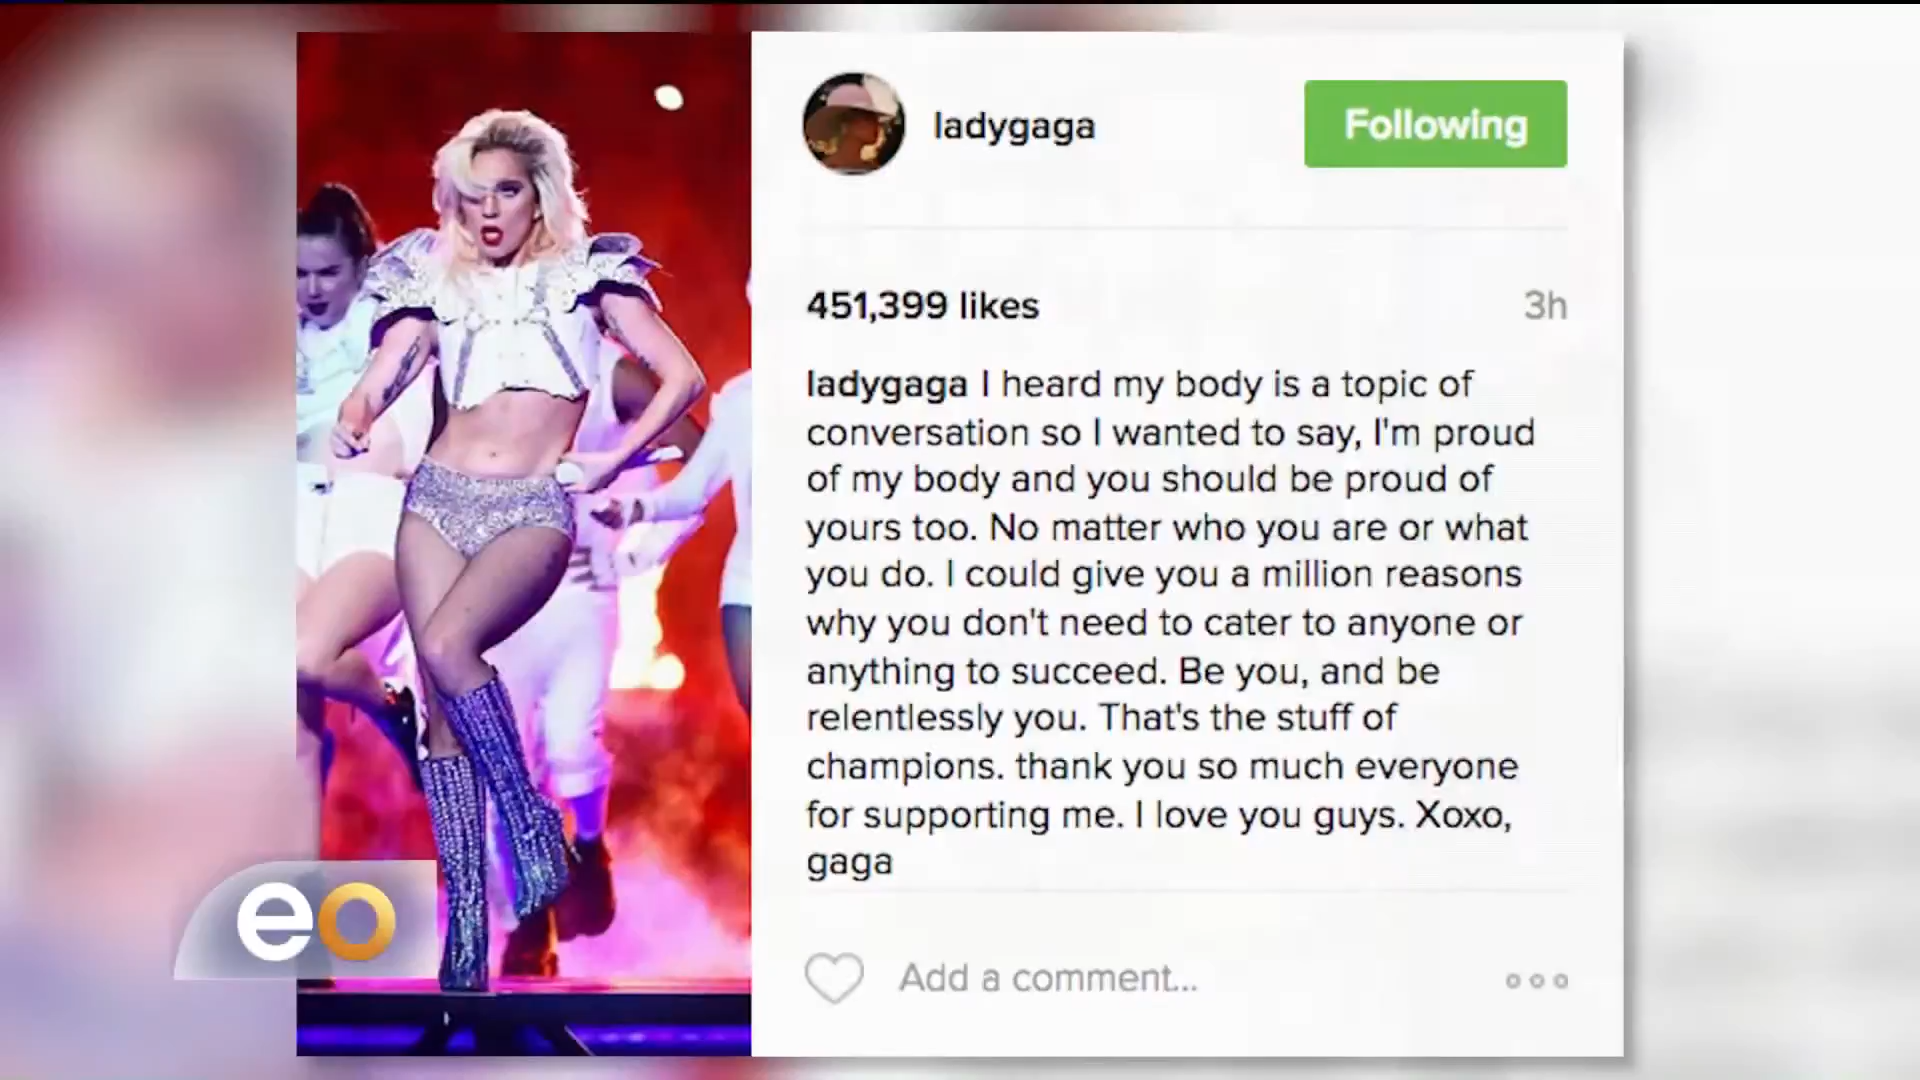 ladygaga
Following
451,399 likes
3h
ladygaga I heard my body is a topic of
conversation so I wanted to say, I'm proud
of my body and you should be proud of
yours too. No matter who you are or what
you do. I could give you a million reasons
why you don't need to cater to anyone or
anything to succeed. Be you, and be
relentlessly you. That's the stuff of
champions. thank you so much everyone
for supporting me. I love you guys. Xoxo,
gaga
Add a comment...
eo